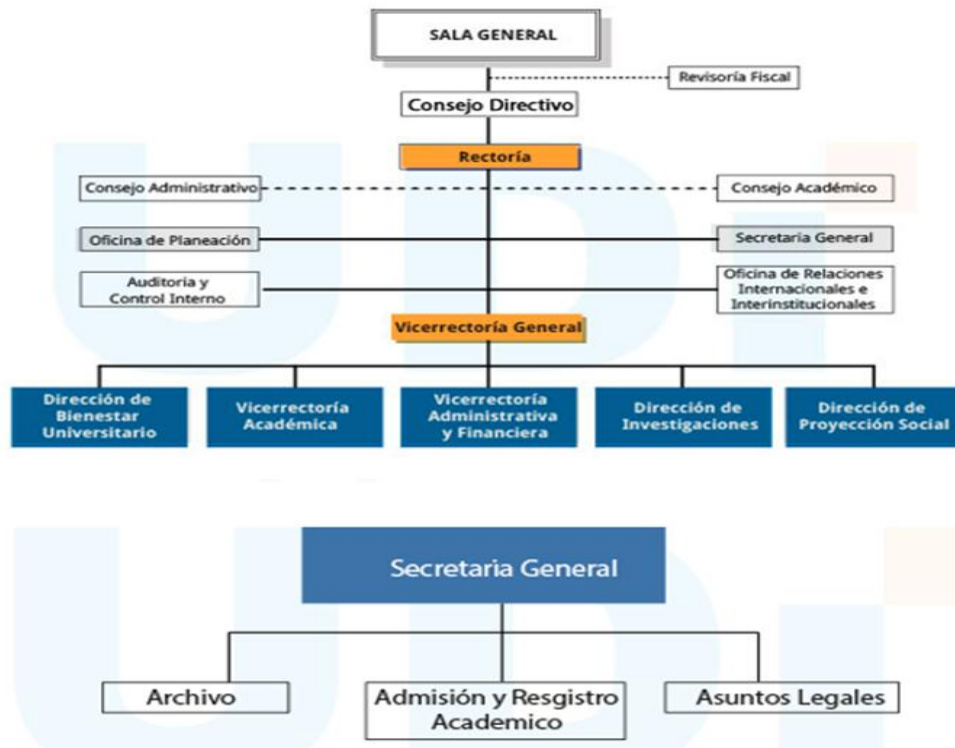 SALA GENERAL
Revisoría Fiscal
Consejo Directivo
Rectoría
Consejo Administrativo
Consejo Académico
Oficina de Planeación
Secretaria General
Auditoria y
Control Interno
Oficina de Relaciones
Internacionales e
Interinstitucionales
Vicerrectoría General
Dirección de
Bienestar
Universitario
Vicerrectoría
Académica
Vicerrectoría
Administrativa
y Financiera
Dirección de
Investigaciones
Dirección de
Proyección Social
UDi
Secretaria General
Archivo
Admisión y Resgistro
Academico
Asuntos Legales
UDi